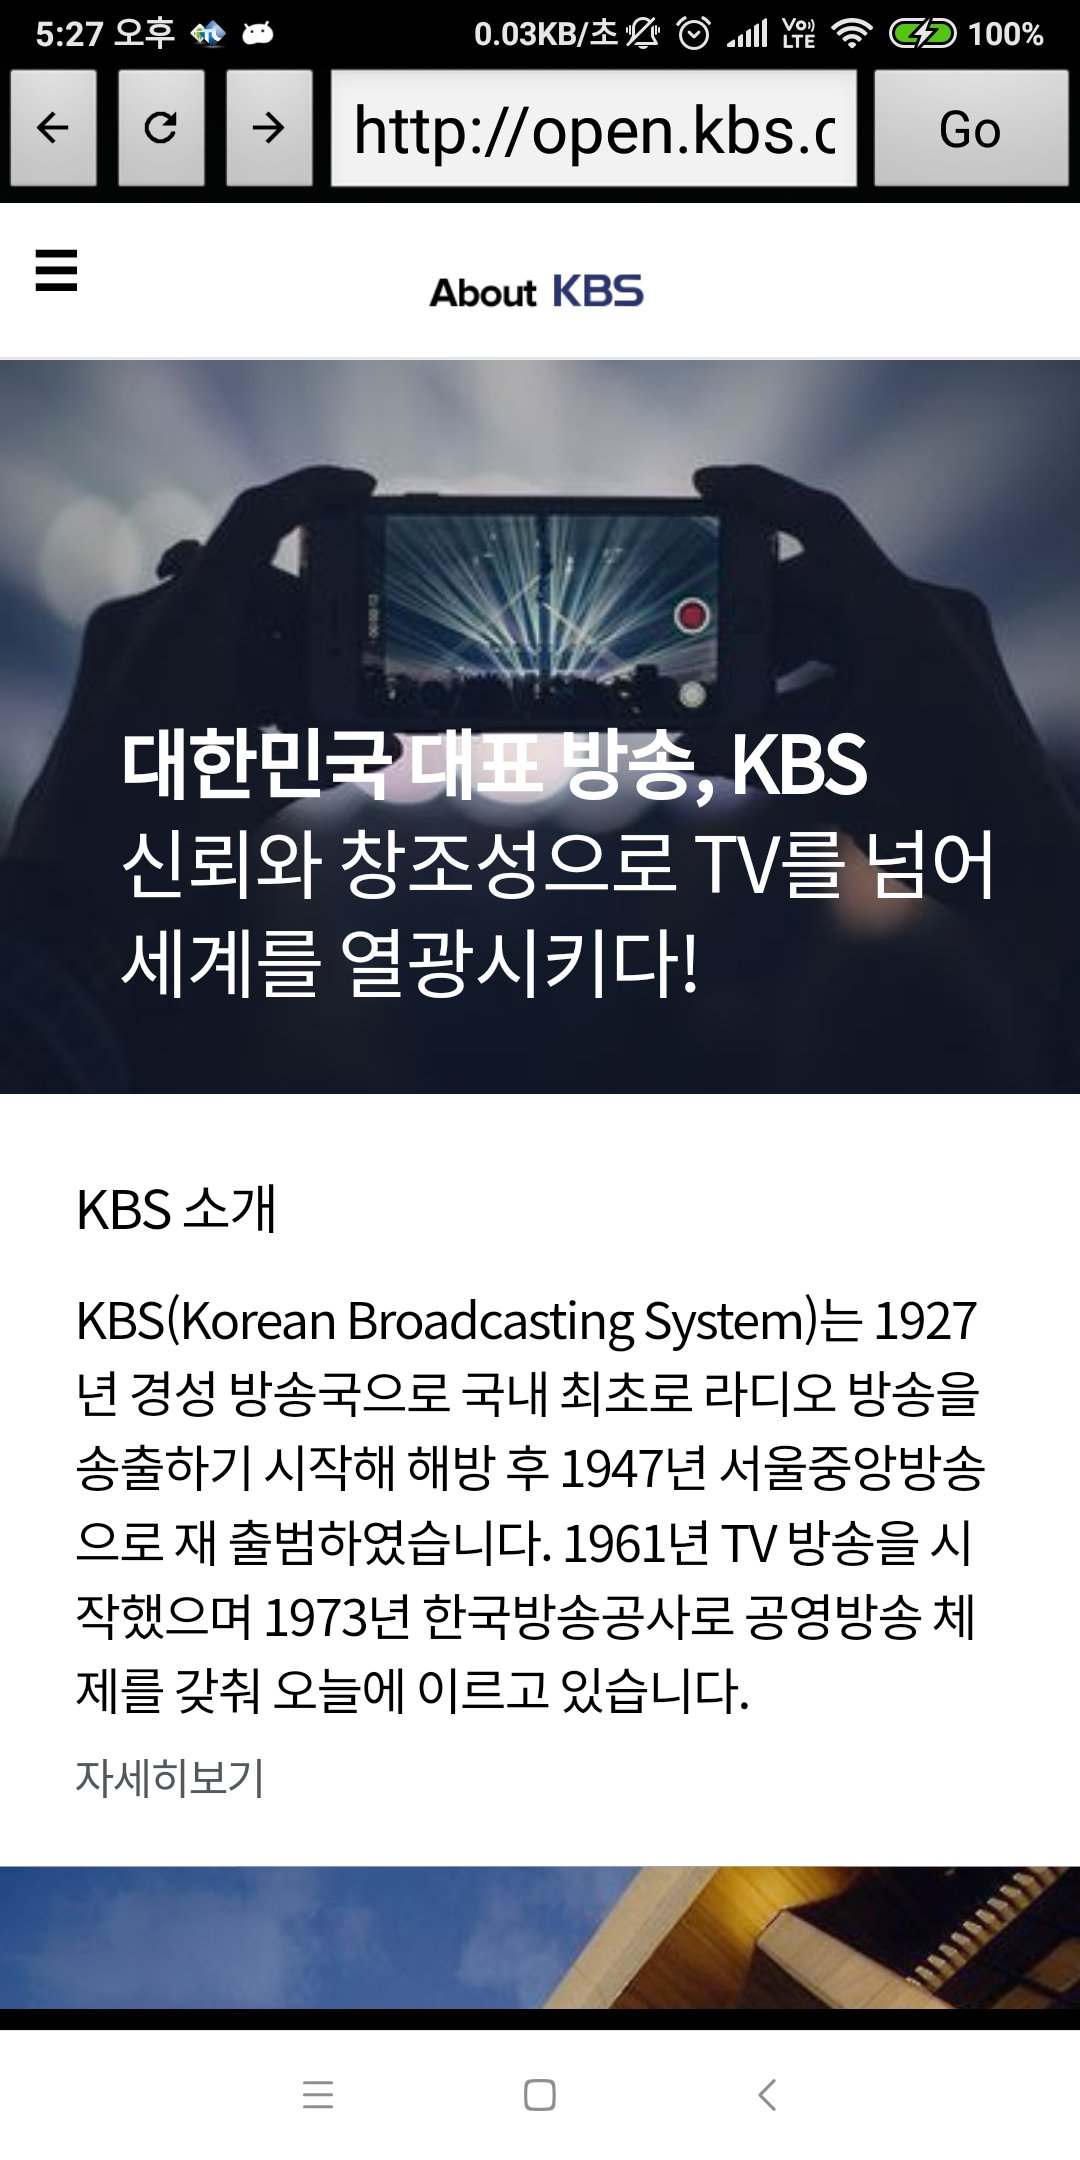 5:27 오후 0.03KB/초 Vo)) LTE 100%
http://open.kbs.c Go
About KBS
대한민국 대표 방송, KBS
신뢰와 창조성으로 TV를 넘어
세계를 열광시키다!
KBS 소개
KBS(Korean Broadcasting System)는 1927
년 경성 방송국으로 국내 최초로 라디오 방송을
송출하기 시작해 해방 후 1947년 서울중앙방송
으로 재 출범하였습니다. 1961년 TV 방송을 시
작했으며 1973년 한국방송공사로 공영방송 체
제를 갖춰 오늘에 이르고 있습니다.
자세히보기